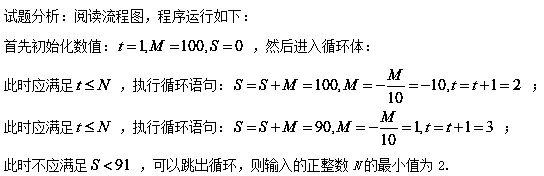 试题分析：阅读流程图，程序运行如下：
首先初始化数值：t=1,M=100,S=0 ，然后进入循环体：
此时应满足 t≤N ，执行循环语句：S=S+M=100,M=-M/10=-10,t=t+1=2 ；
此时应满足 t≤N ，执行循环语句：S=S+M=90,M=-M/10=1,t=t+1=3 ；
此时不应满足 S<91 ，可以跳出循环，则输入的正整数 N 的最小值为 2．